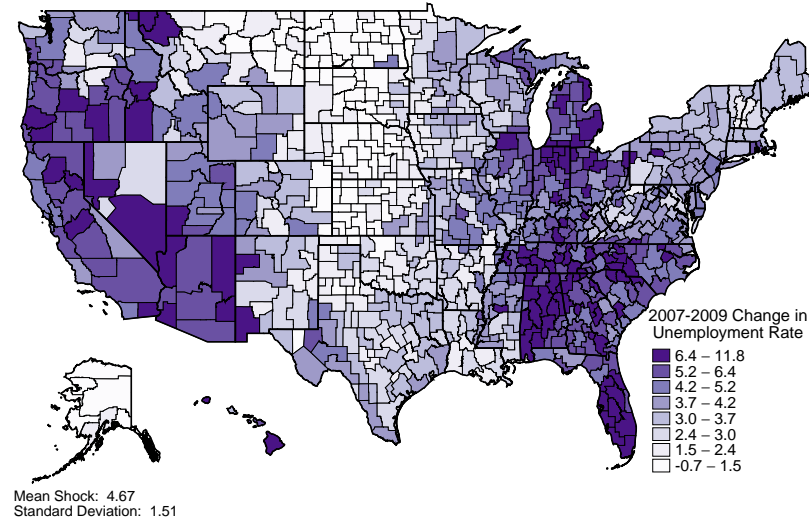 2007-2009 Change in
Unemployment Rate
6.4 – 11.8
5.2 – 6.4
4.2 – 5.2
3.7 – 4.2
3.0 – 3.7
2.4 – 3.0
1.5 – 2.4
-0.7 – 1.5
Mean Shock: 4.67
Standard Deviation: 1.51